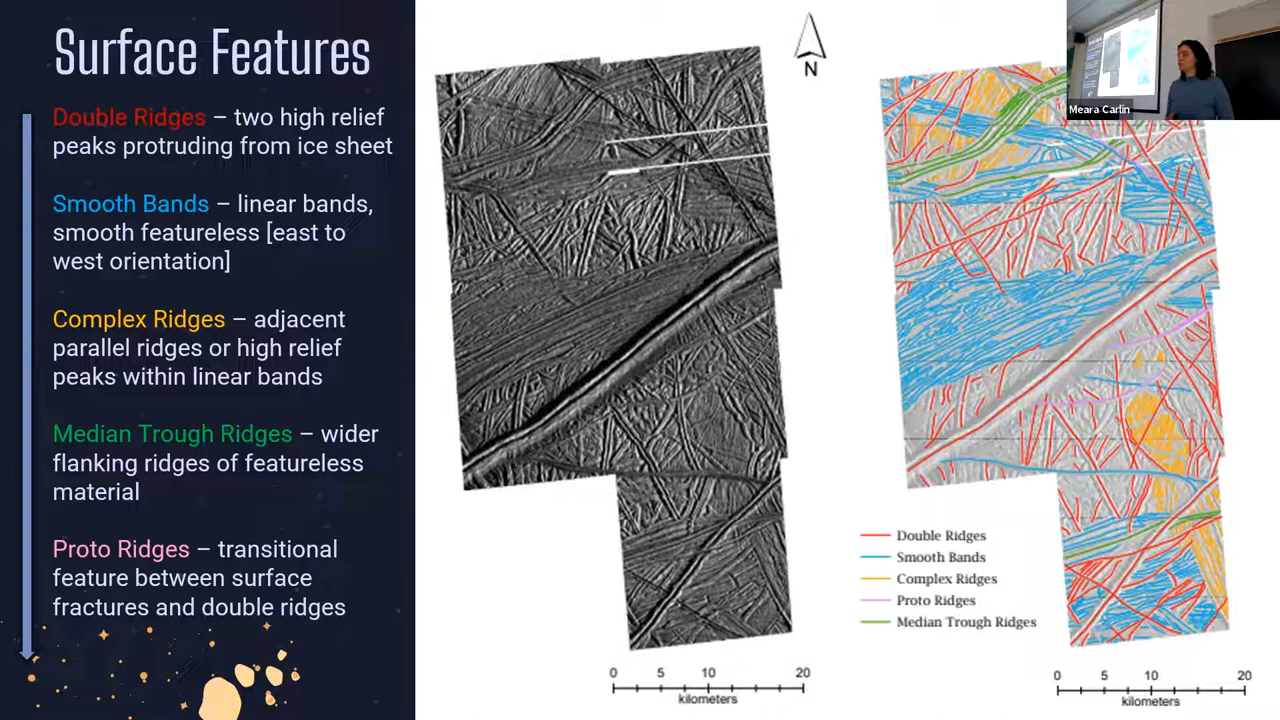 Surface Features
Double Ridges – two high relief
peaks protruding from ice sheet
Smooth Bands – linear bands,
smooth featureless [east to
west orientation]
Complex Ridges – adjacent
parallel ridges or high relief
peaks within linear bands
Median Trough Ridges – wider
flanking ridges of featureless
material
Proto Ridges – transitional
feature between surface
fractures and double ridges
N
0 5 10 20
kilometers
Double Ridges
Smooth Bands
Complex Ridges
Proto Ridges
Median Trough Ridges
0 5 10 20
kilometers
Meara Carlin